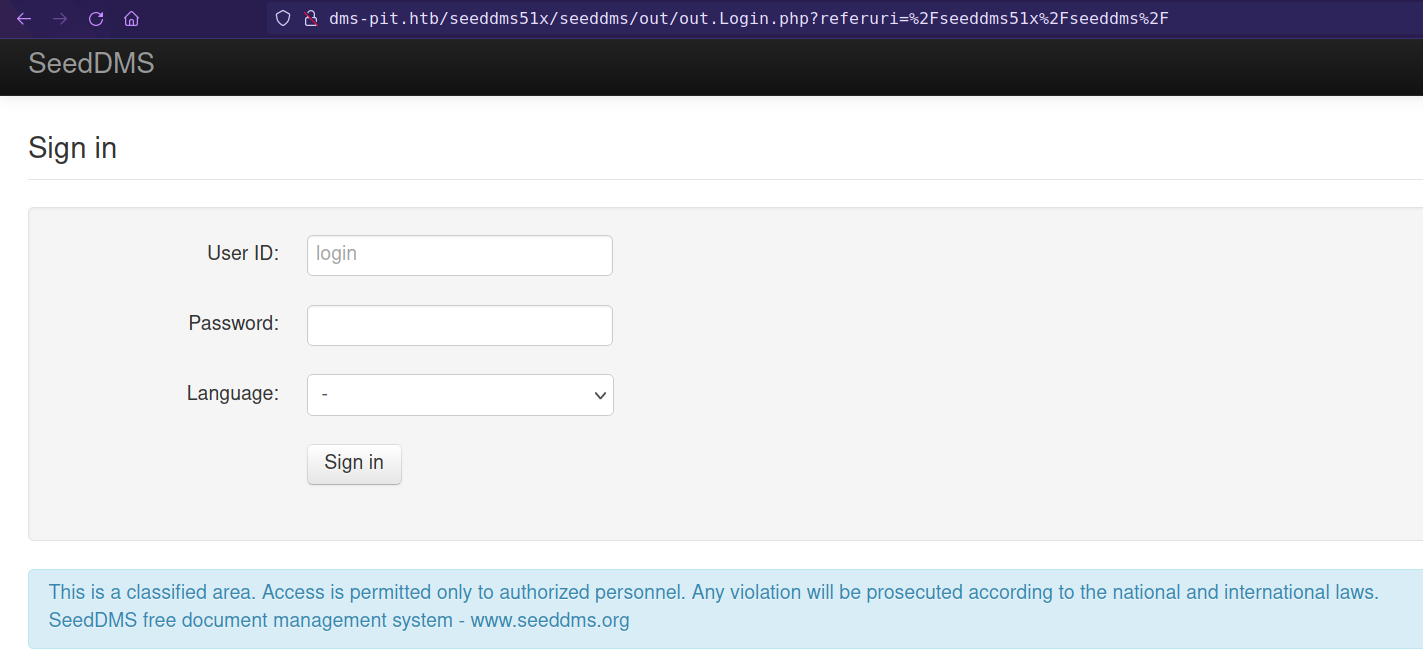 dms-pit.htb/seeddms51x/seeddms/out/out.Login.php?referuri=%2Fseeddms51x%2Fseeddms%2F
SeedDMS
Sign in
User ID: login
Password:
Language: -
Sign in
This is a classified area. Access is permitted only to authorized personnel. Any violation will be prosecuted according to the national and international laws.
SeedDMS free document management system - www.seeddms.org